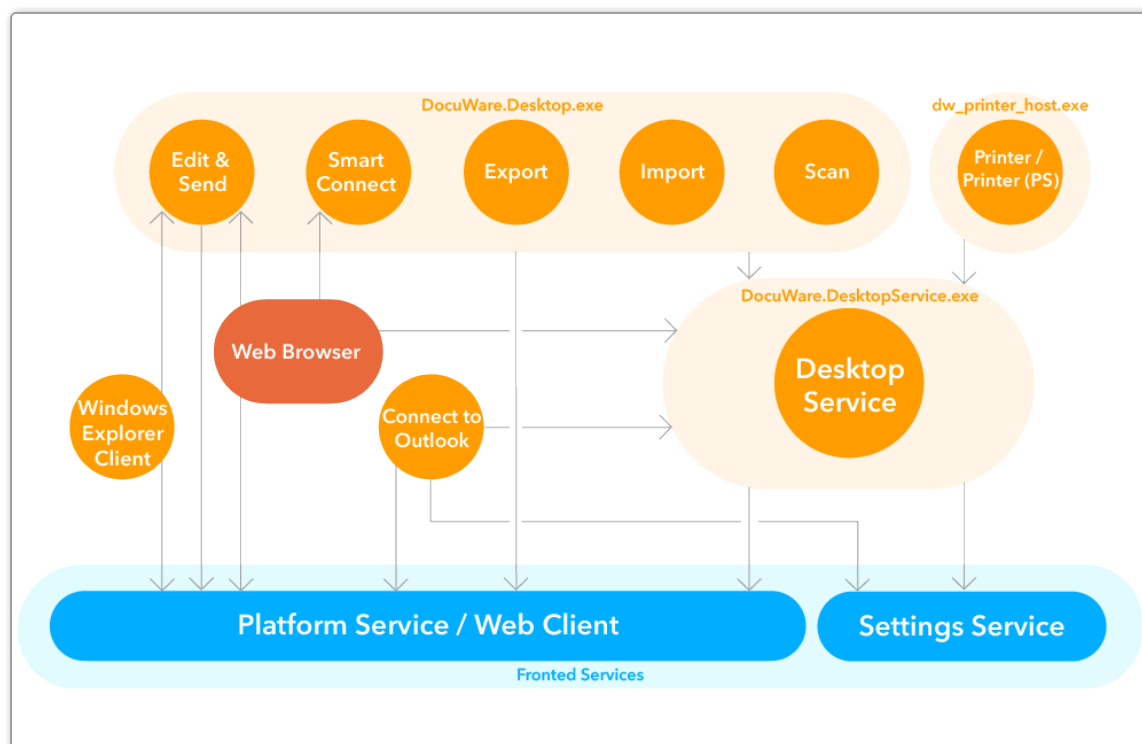 DocuWare.Desktop.exe
dw_printer_host.exe
Edit &
Send
Smart
Connect
Export
Import
Scan
Printer /
Printer (PS)
DocuWare.DesktopService.exe
Web Browser
Desktop
Service
Windows
Explorer
Client
Connect to
Outlook
Platform Service / Web Client
Settings Service
Fronted Services